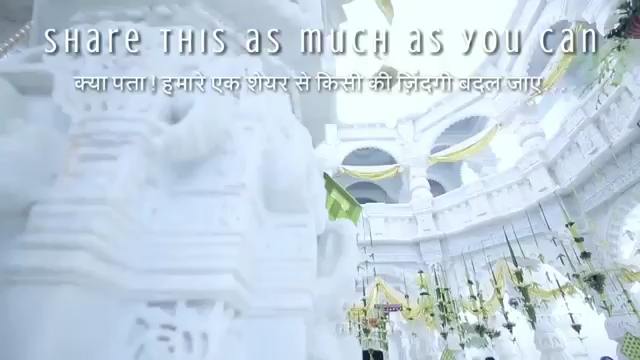 SHARE THIS AS MUCH AS YOU CAN
क्या पता ! हमारे एक शेयर से किसी की ज़िंदगी बदल जाए . . .